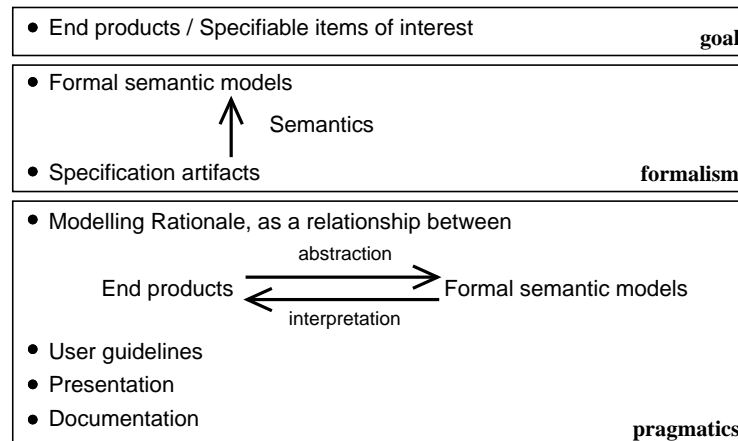 • End products / Specifiable items of interest
goal
• Formal semantic models
Semantics
• Specification artifacts
formalism
• Modelling Rationale, as a relationship between
abstraction
End products Formal semantic models
interpretation
• User guidelines
• Presentation
• Documentation
pragmatics